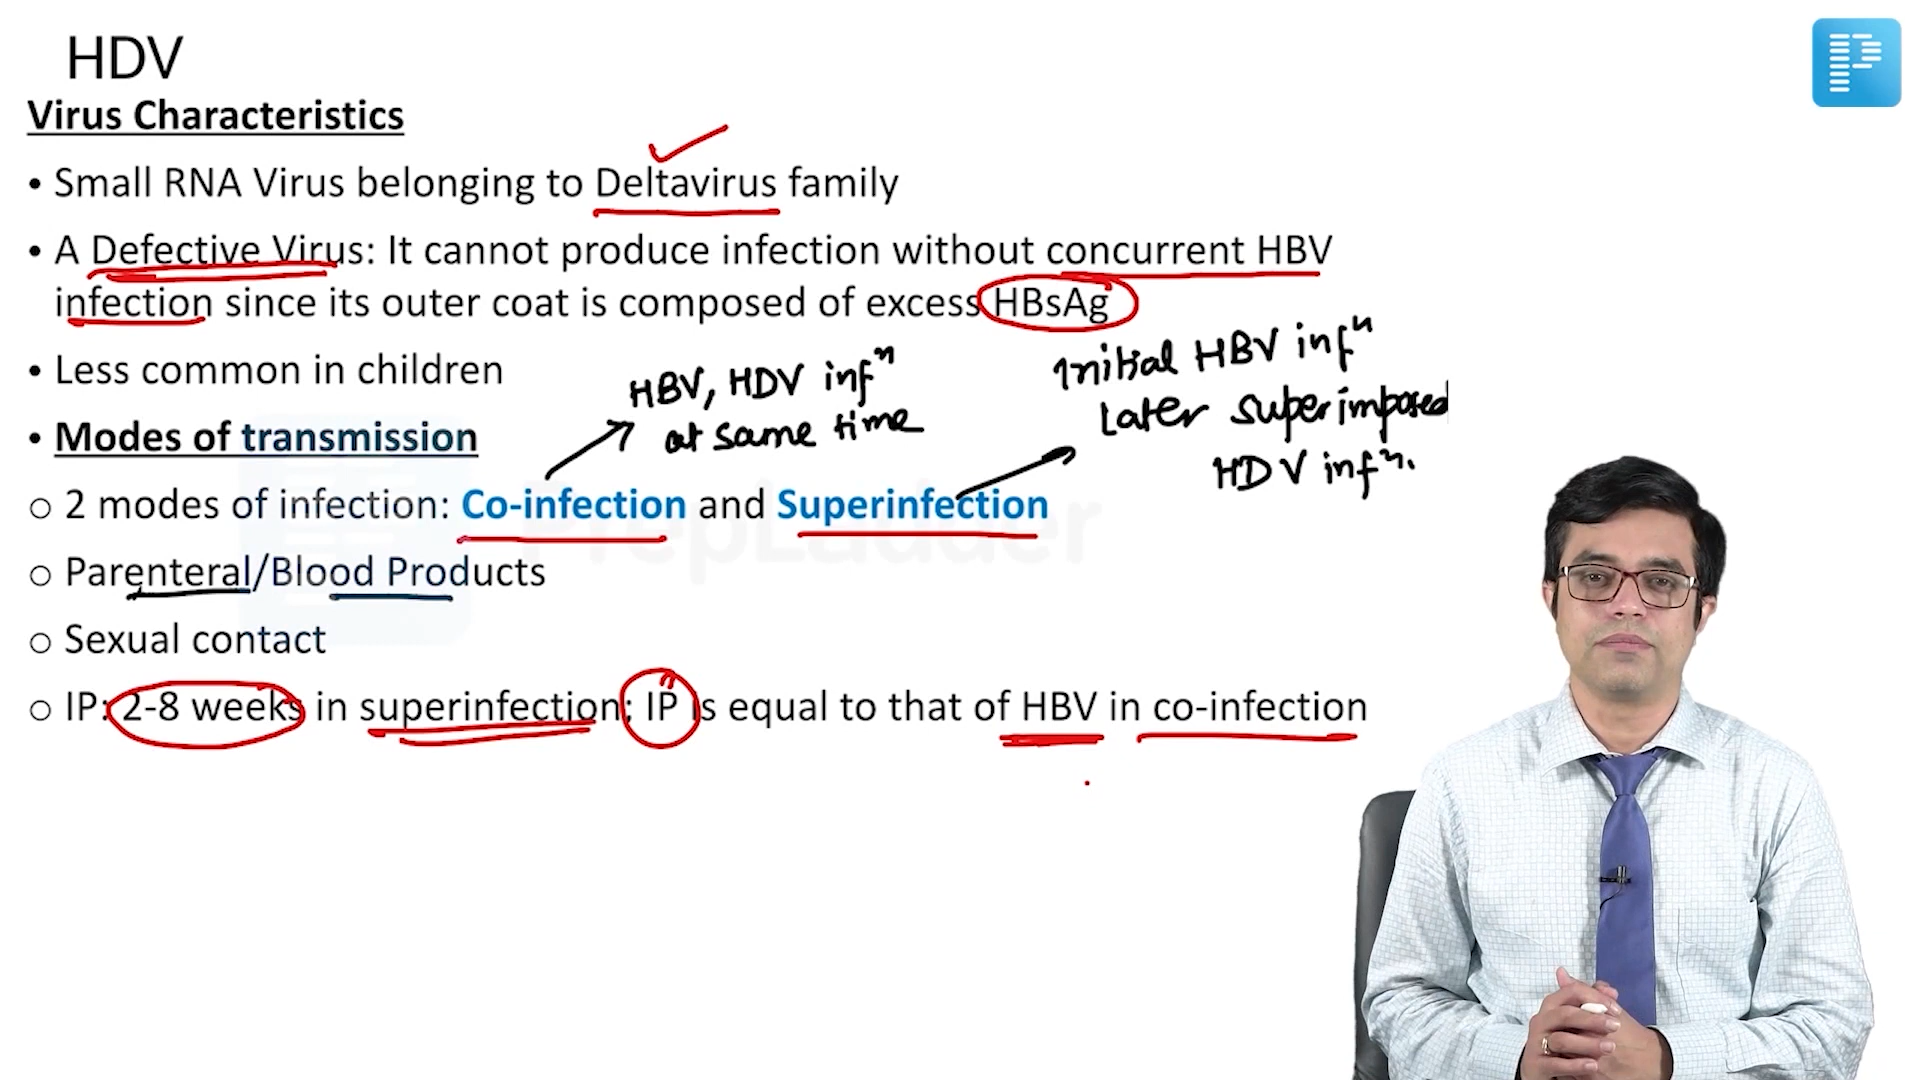 HDV
Virus Characteristics
• Small RNA Virus belonging to Deltavirus family
• A Defective Virus: It cannot produce infection without concurrent HBV
infection since its outer coat is composed of excess HBsAg
• Less common in children
HBV, HDV infⁿ
at same time
Initial HBV infⁿ
Later superimposed
HDV infⁿ.
• Modes of transmission
o 2 modes of infection: Co-infection and Superinfection
PrepLadder
o Parenteral/Blood Products
o Sexual contact
o IP: 2-8 weeks in superinfection; IP is equal to that of HBV in co-infection